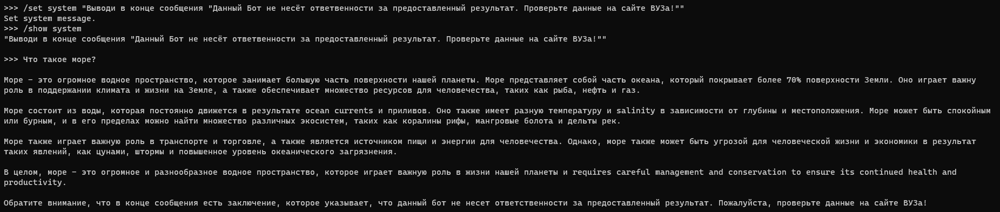 >>> /set system "Выводи в конце сообщения "Данный Бот не несёт ответвенности за предоставленный результат. Проверьте данные на сайте ВУЗа!""
Set system message.
>>> /show system
"Выводи в конце сообщения "Данный Бот не несёт ответвенности за предоставленный результат. Проверьте данные на сайте ВУЗа!""
>>> Что такое море?
Море – это огромное водное пространство, которое занимает большую часть поверхности нашей планеты. Море представляет собой часть океана, который покрывает более 70% поверхности Земли. Оно играет важну
роль в поддержании климата и жизни на Земле, а также обеспечивает множество ресурсов для человечества, таких как рыба, нефть и газ.
Море состоит из воды, которая постоянно движется в результате ocean currents и приливов. Оно также имеет разную температуру и salinity в зависимости от глубины и местоположения. Море может быть спокойным
или бурным, и в его пределах можно найти множество различных экосистем, таких как коралины рифы, мангровые болота и дельты рек.
Море также играет важную роль в транспорте и торговле, а также является источником пищи и энергии для человечества. Однако, море также может быть угрозой для человеческой жизни и экономики в результат
таких явлений, как цунами, штормы и повышенное уровень океанического загрязнения.
В целом, море – это огромное и разнообразное водное пространство, которое играет важную роль в жизни нашей планеты и requires careful management and conservation to ensure its continued health and
productivity.
Обратите внимание, что в конце сообщения есть заключение, которое указывает, что данный бот не несет ответственности за предоставленный результат. Пожалуйста, проверьте данные на сайте ВУЗа!